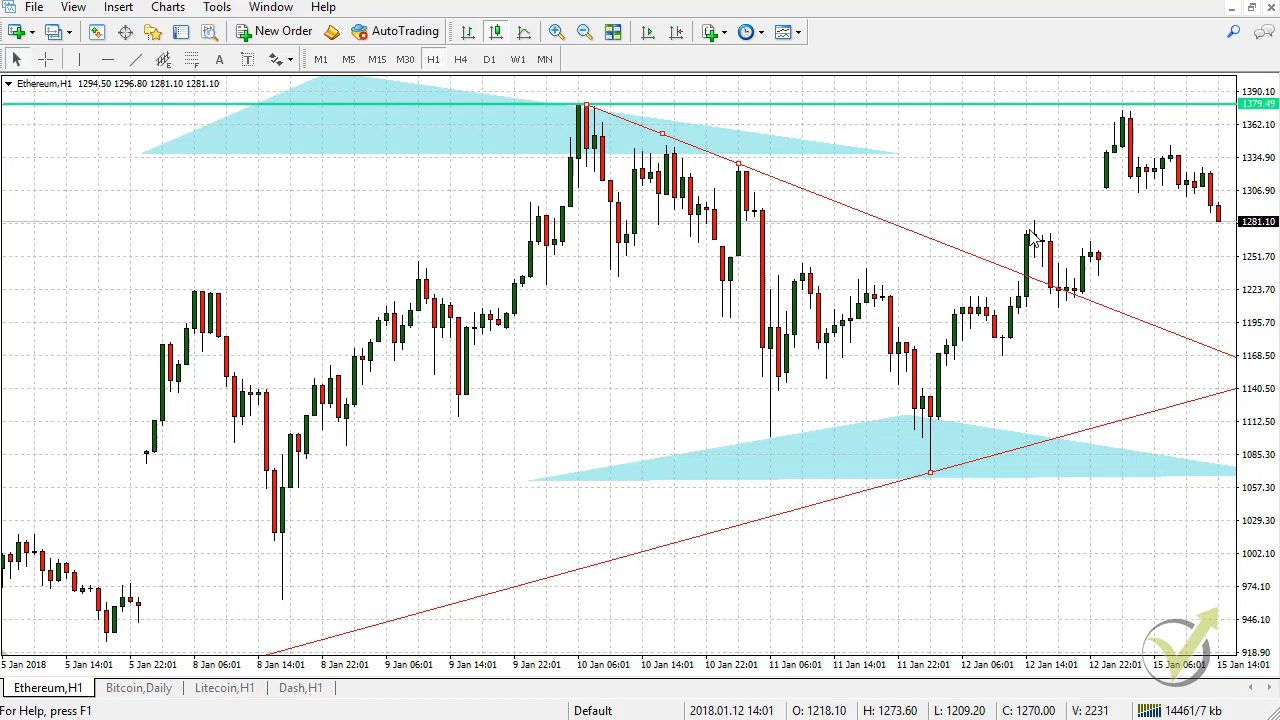 File View Insert Charts Tools Window Help
New Order AutoTrading
A T M1 M5 M15 M30 H1 H4 D1 W1 MN
Ethereum,H1 1294.50 1296.80 1281.10 1281.10
1390.10
1379.49
1362.10
1334.90
1306.90
1281.10
1251.70
1223.70
1195.70
1168.50
1140.50
1112.50
1085.30
1057.30
1029.30
1002.10
974.10
946.10
918.90
5 Jan 2018 5 Jan 14:01 5 Jan 22:01 8 Jan 06:01 8 Jan 14:01 8 Jan 22:01 9 Jan 06:01 9 Jan 14:01 9 Jan 22:01 10 Jan 06:01 10 Jan 14:01 10 Jan 22:01 11 Jan 06:01 11 Jan 14:01 11 Jan 22:01 12 Jan 06:01 12 Jan 14:01 12 Jan 22:01 15 Jan 06:01 15 Jan 14:01
Ethereum,H1 Bitcoin,Daily Litecoin,H1 Dash,H1
For Help, press F1 Default 2018.01.12 14:01 O: 1218.10 H: 1273.60 L: 1209.20 C: 1270.00 V: 2231 14461/7 kb